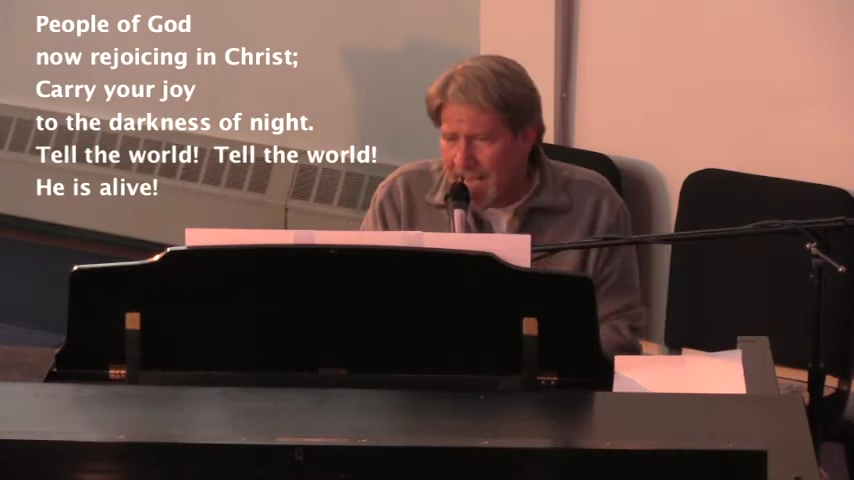 People of God
now rejoicing in Christ;
Carry your joy
to the darkness of night.
Tell the world!  Tell the world!
He is alive!